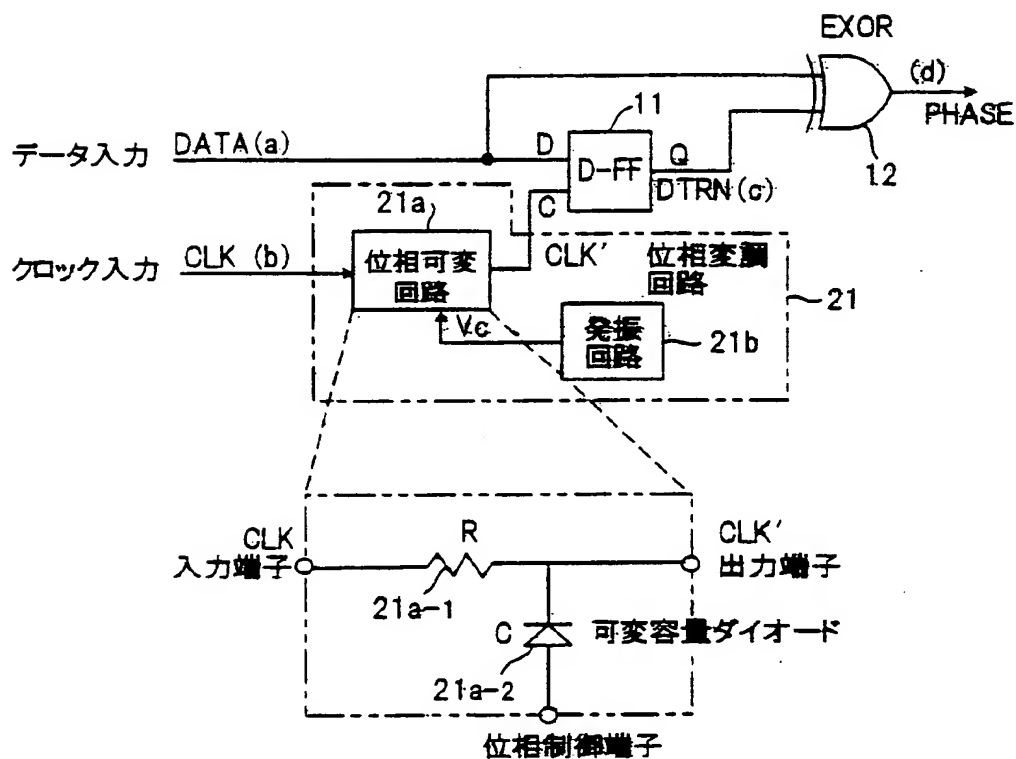 EXOR
(d)
PHASE
12
11
データ入力
DATA(a)
D
D-FF
Q
DTRN(c)
C
21a
クロック入力
CLK (b)
位相可変
回路
CLK'
位相変調
回路
21
Vc
発振
回路
21b
CLK
入力端子
R
21a-1
CLK'
出力端子
C
可変容量ダイオード
21a-2
位相制御端子